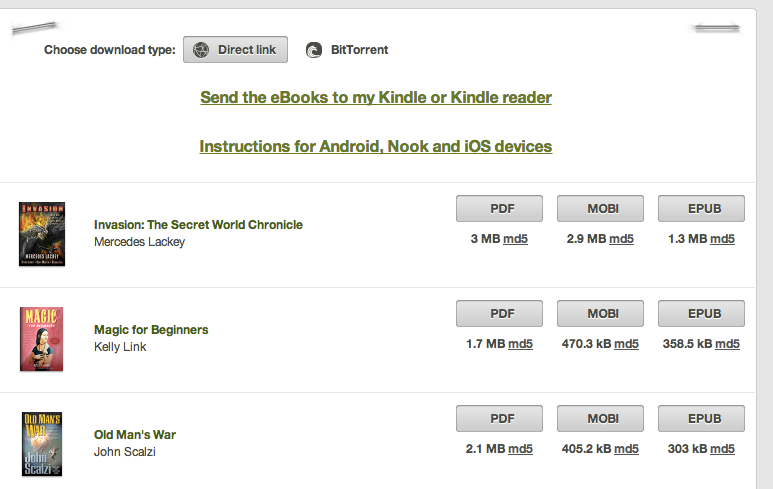 Choose download type: Direct link BitTorrent
Send the eBooks to my Kindle or Kindle reader
Instructions for Android, Nook and iOS devices
INVASION
MERCEDES LACKEY
Invasion: The Secret World Chronicle
Mercedes Lackey
PDF MOBI EPUB
3 MB md5 2.9 MB md5 1.3 MB md5
MAGIC
Magic for Beginners
Kelly Link
PDF MOBI EPUB
1.7 MB md5 470.3 kB md5 358.5 kB md5
OLD MAN'S
WAR
John
Scalzi
Old Man's War
John Scalzi
PDF MOBI EPUB
2.1 MB md5 405.2 kB md5 303 kB md5